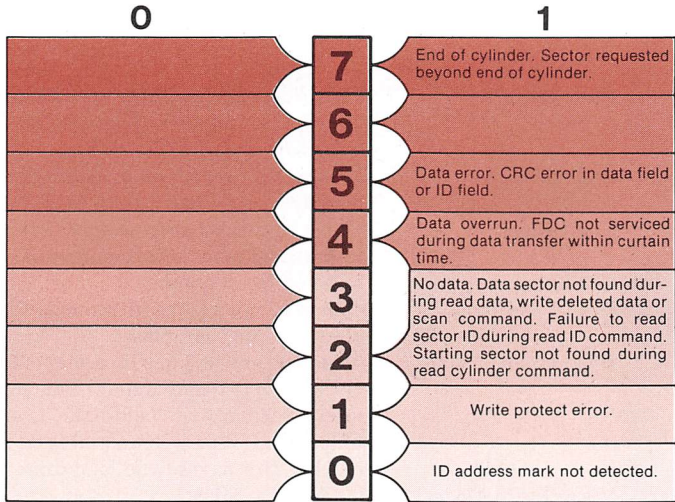 0 1
7 End of cylinder. Sector requested
beyond end of cylinder.
6
5 Data error. CRC error in data field
or ID field.
4 Data overrun. FDC not serviced
during data transfer within curtain
time.
3 No data. Data sector not found dur-
ing read data, write deleted data or
scan command. Failure to read
sector ID during read ID command.
2 Starting sector not found during
read cylinder command.
1 Write protect error.
0 ID address mark not detected.